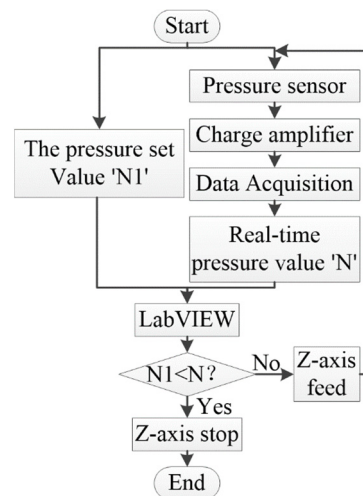 Start
Pressure sensor
Charge amplifier
The pressure set
Value 'N1'
Data Acquisition
Real-time
pressure value 'N'
LabVIEW
N1<N?
No
Z-axis
feed
Yes
Z-axis stop
End